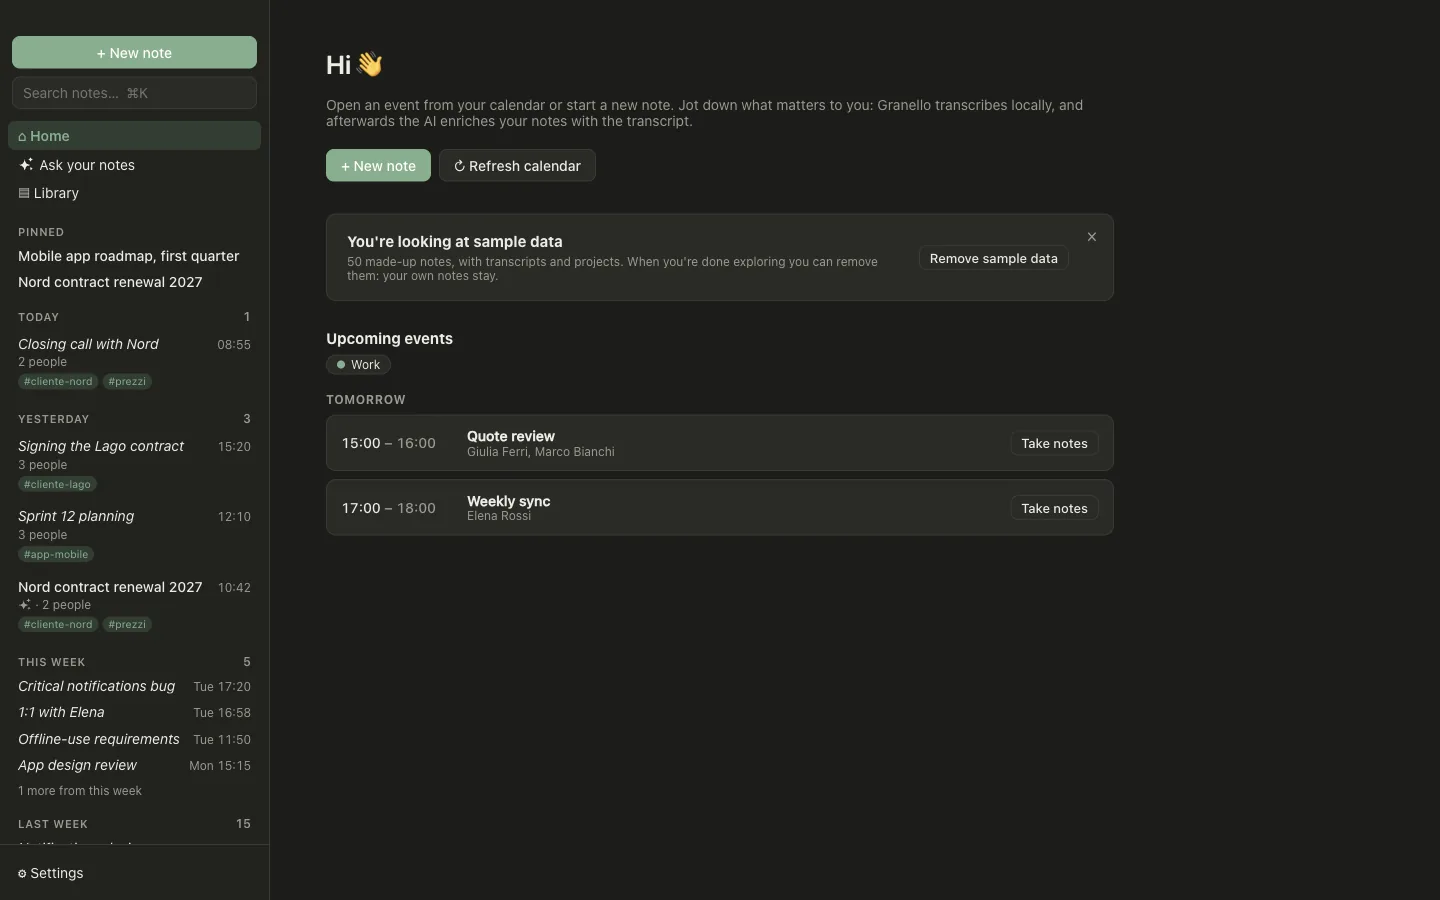 + New note
Search notes... ⌘K
Home
Ask your notes
Library
PINNED
Mobile app roadmap, first quarter
Nord contract renewal 2027
TODAY 1
Closing call with Nord 08:55
2 people
#cliente-nord #prezzi
YESTERDAY 3
Signing the Lago contract 15:20
3 people
#cliente-lago
Sprint 12 planning 12:10
3 people
#app-mobile
Nord contract renewal 2027 10:42
· 2 people
#cliente-nord #prezzi
THIS WEEK 5
Critical notifications bug Tue 17:20
1:1 with Elena Tue 16:58
Offline-use requirements Tue 11:50
App design review Mon 15:15
1 more from this week
LAST WEEK 15
Settings
Hi 👋
Open an event from your calendar or start a new note. Jot down what matters to you: Granello transcribes locally, and
afterwards the AI enriches your notes with the transcript.
+ New note
↻ Refresh calendar
You're looking at sample data
50 made-up notes, with transcripts and projects. When you're done exploring you can remove
them: your own notes stay.
Remove sample data
×
Upcoming events
Work
TOMORROW
15:00 – 16:00
Quote review
Giulia Ferri, Marco Bianchi
Take notes
17:00 – 18:00
Weekly sync
Elena Rossi
Take notes